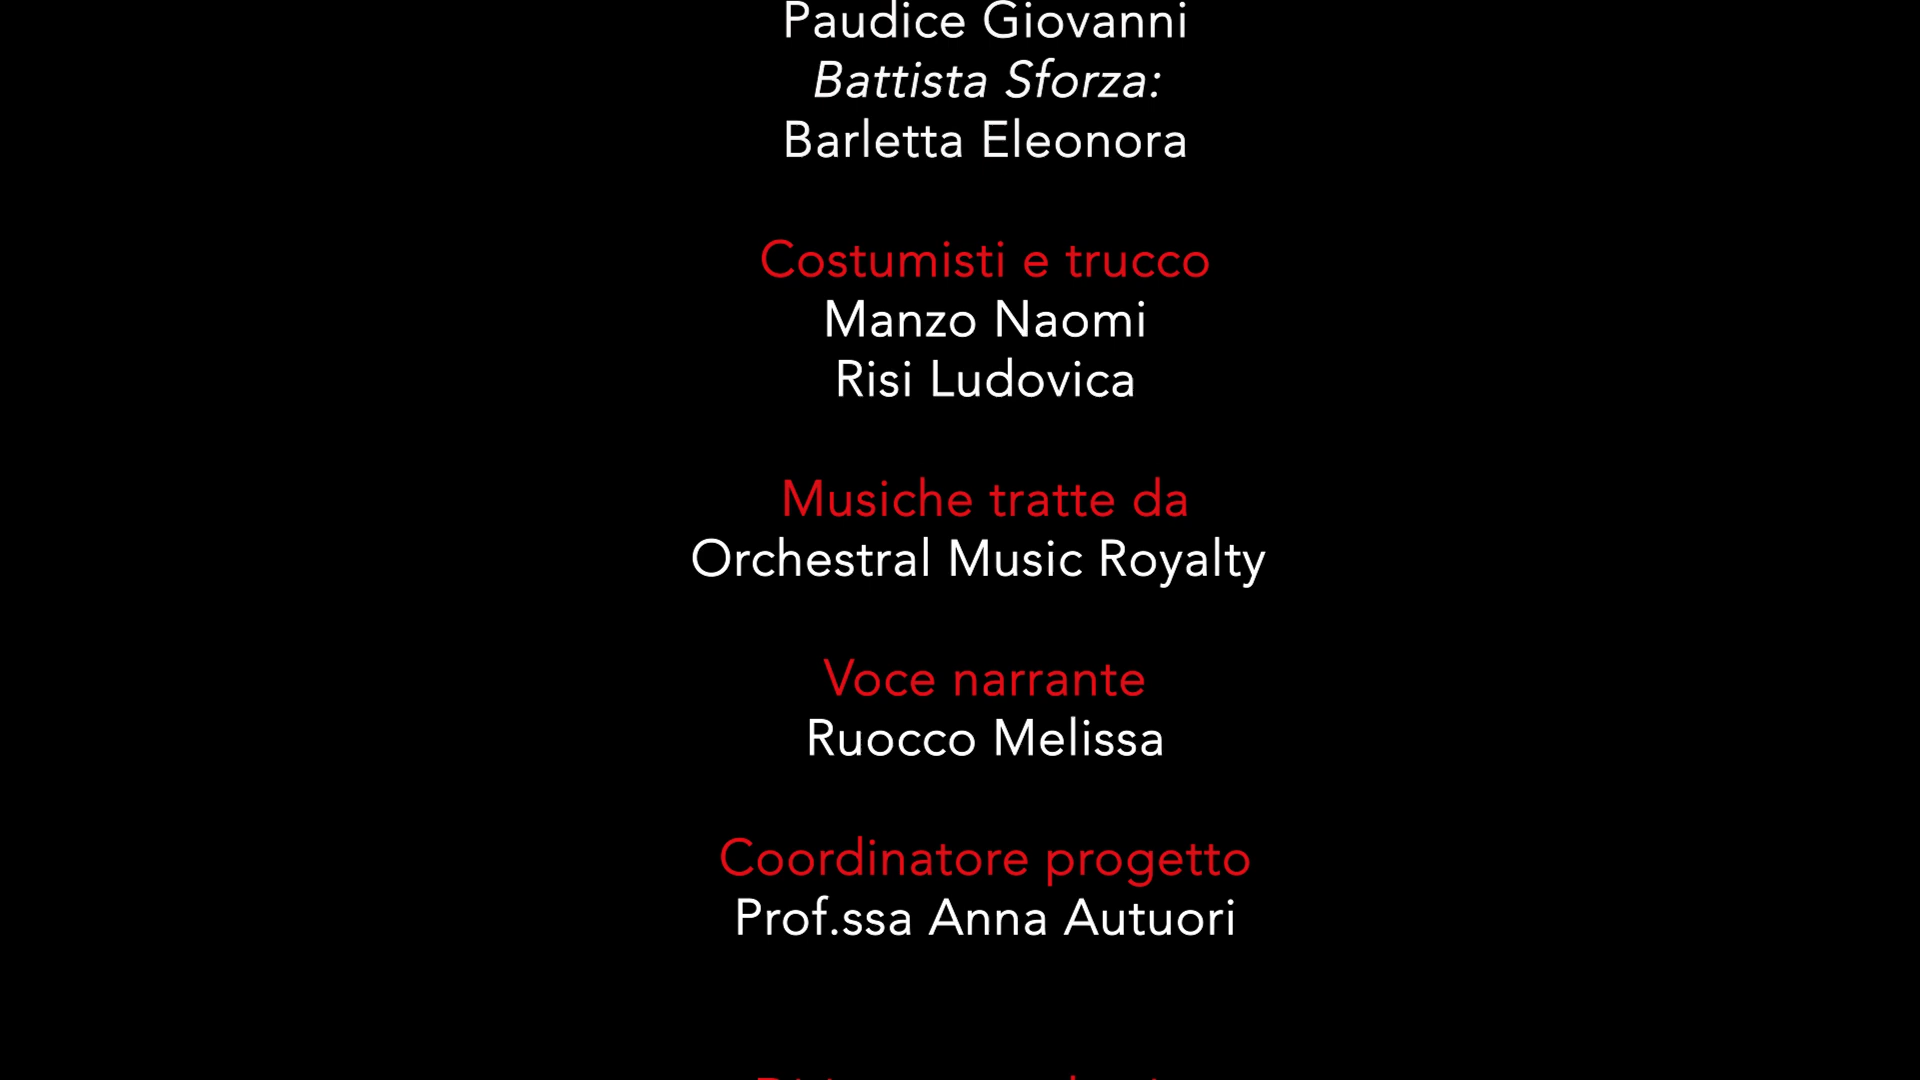 Paudice Giovanni
Battista Sforza:
Barletta Eleonora
Costumisti e trucco
Manzo Naomi
Risi Ludovica
Musiche tratte da
Orchestral Music Royalty
Voce narrante
Ruocco Melissa
Coordinatore progetto
Prof.ssa Anna Autuori